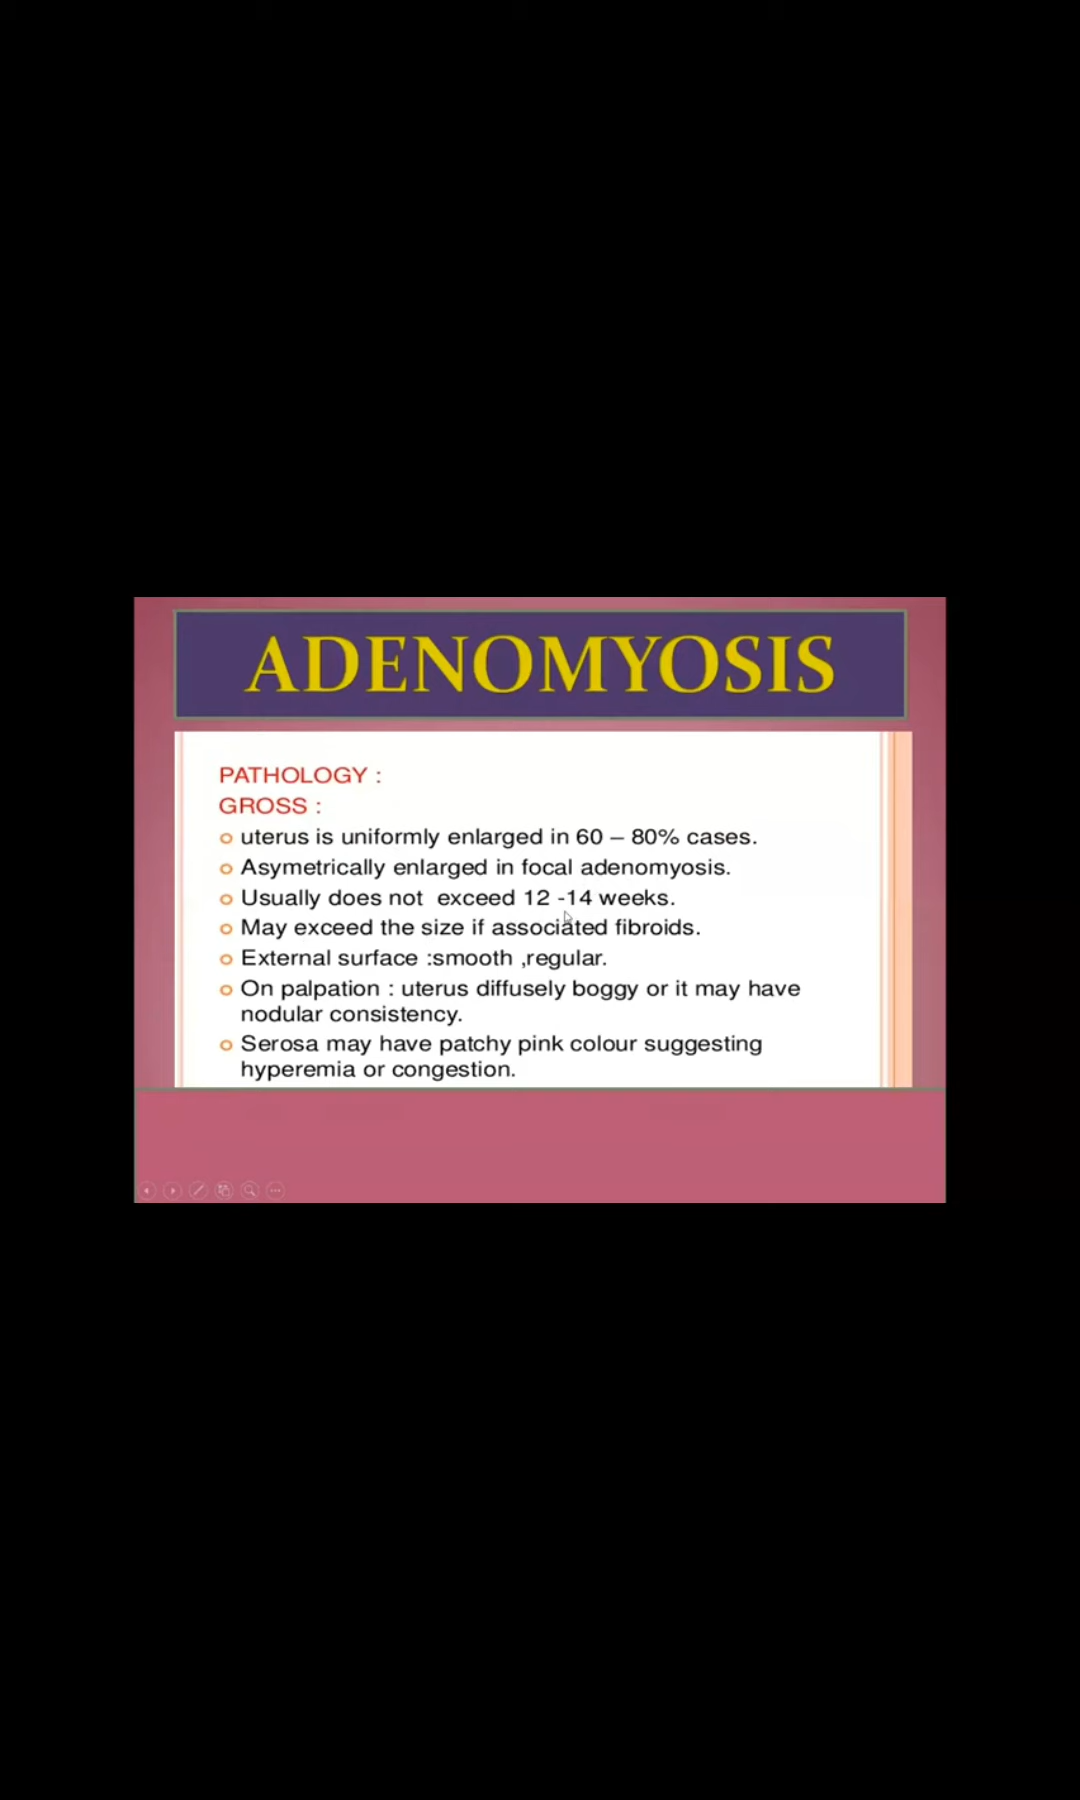 ADENOMYOSIS
PATHOLOGY :
GROSS :
uterus is uniformly enlarged in 60 – 80% cases.
Asymetrically enlarged in focal adenomyosis.
Usually does not exceed 12 -14 weeks.
May exceed the size if associated fibroids.
External surface :smooth ,regular.
On palpation : uterus diffusely boggy or it may have
nodular consistency.
Serosa may have patchy pink colour suggesting
hyperemia or congestion.